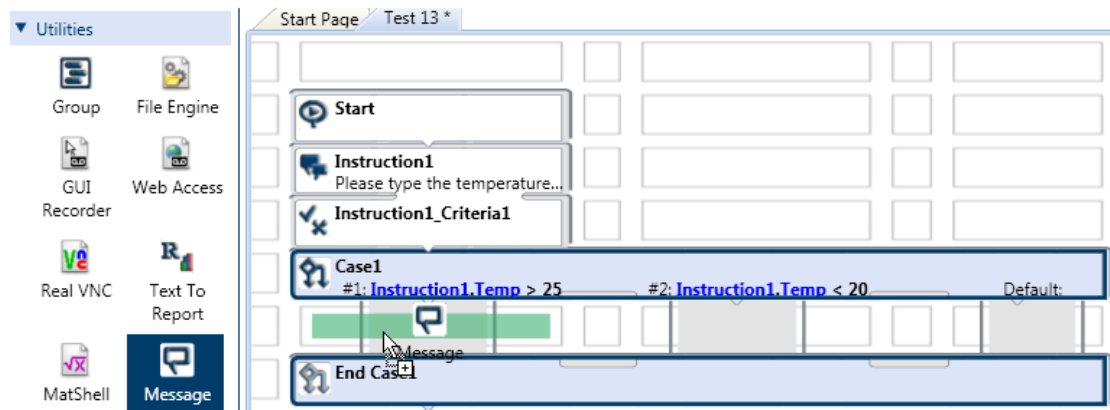 Utilities
Group
File Engine
GUI
Recorder
Web Access
Real VNC
Text To
Report
MatShell
Message
Start Page
Test 13 *
Start
Instruction1
Please type the temperature...
Instruction1_Criteria1
Case1
#1: Instruction1.Temp > 25
#2: Instruction1.Temp < 20
Default:
Message
End Case1